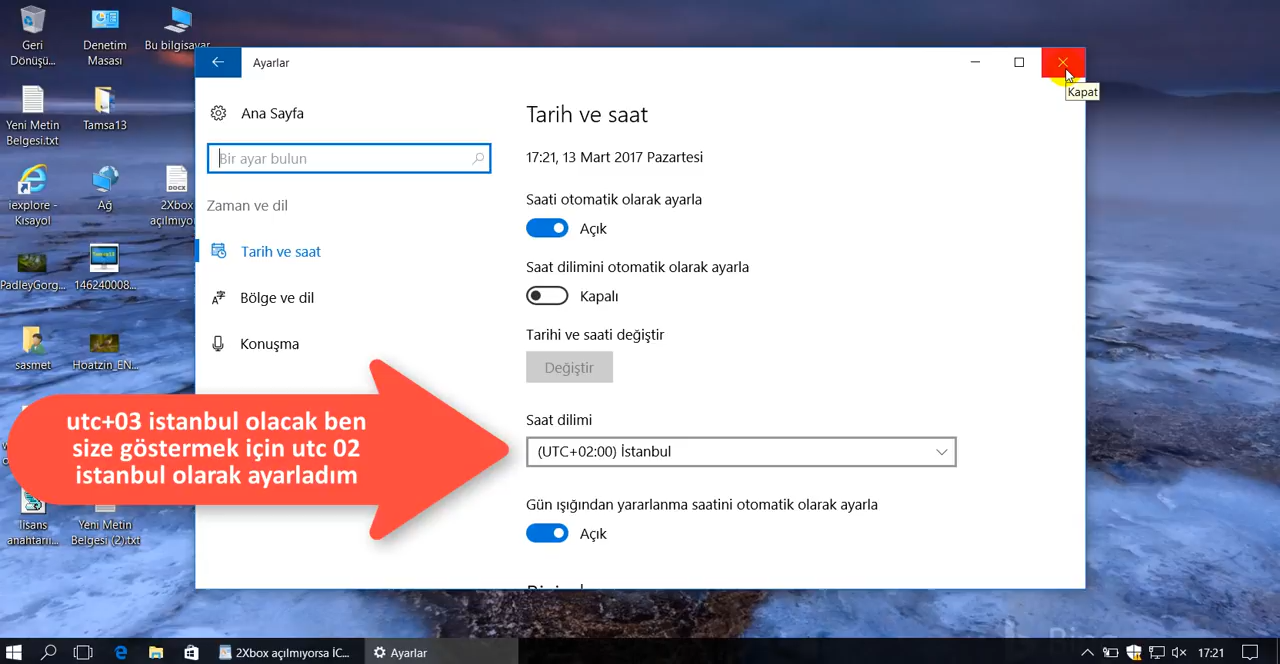 Geri
Dönüşü...
Denetim
Masası
Bu bilgisayar
Yeni Metin
Belgesi.txt
Tamsa13
iexplore -
Kısayol
Ağ
DOCX
2Xbox
açılmıyo
PadleyGorg...
146240008...
sasmet
Hoatzin_EN...
lisans
anahtarıı...
Yeni Metin
Belgesi (2).txt
Ayarlar
Kapat
Ana Sayfa
Bir ayar bulun
Zaman ve dil
Tarih ve saat
Bölge ve dil
Konuşma
Tarih ve saat
17:21, 13 Mart 2017 Pazartesi
Saati otomatik olarak ayarla
Açık
Saat dilimini otomatik olarak ayarla
Kapalı
Tarihi ve saati değiştir
Değiştir
Saat dilimi
(UTC+02:00) İstanbul
Gün ışığından yararlanma saatini otomatik olarak ayarla
Açık
utc+03 istanbul olacak ben
size göstermek için utc 02
istanbul olarak ayarladım
2Xbox açılmıyorsa İC...
Ayarlar
17:21